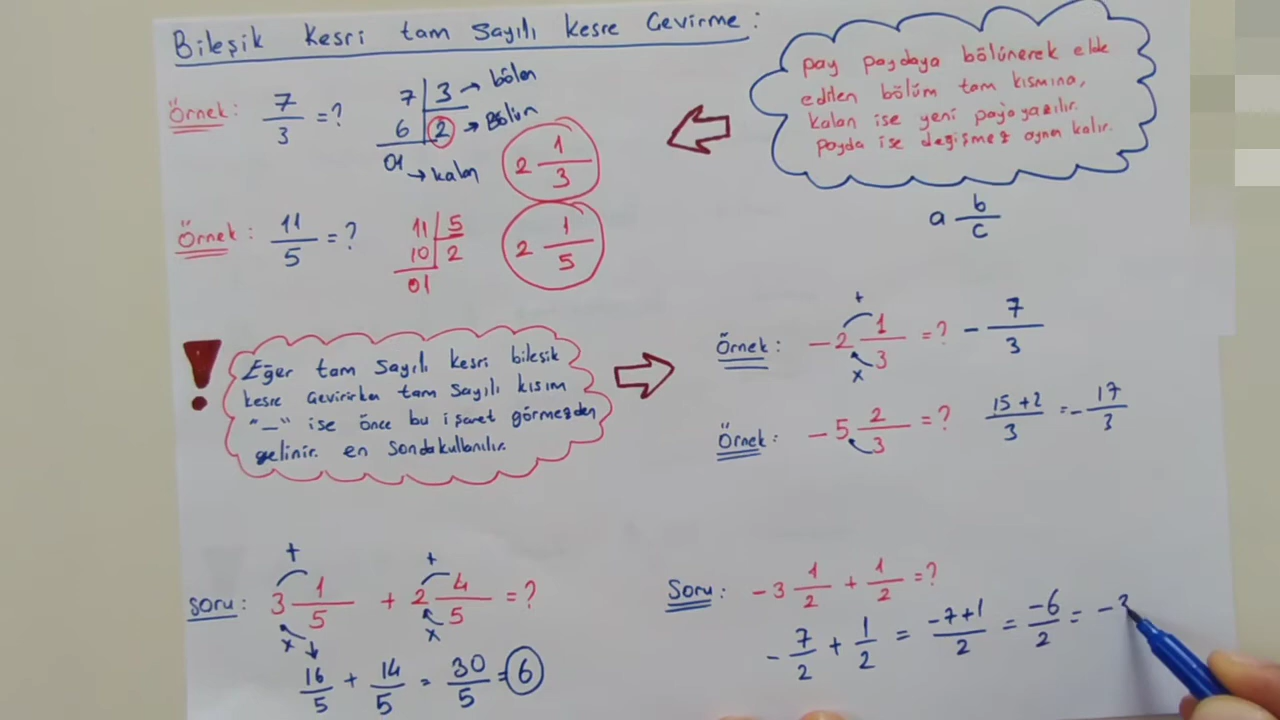 Bileşik Kesri tam sayılı kesre Çevirme:
Örnek: 7/3 =?
7 3 → bölen
6 2 → Bölüm
01 → kalan
2 1/3
Örnek: 11/5 =?
11 5
10 2
01
2 1/5
pay paydaya bölünerek elde
edilen bölüm tam kısmına,
kalan ise yeni paya yazılır.
payda ise değişmez aynen kalır.
a b/c
! Eğer tam sayılı kesri bileşik
kesre Çevirirken tam sayılı kısım
"−" ise önce bu işaret görmezden
gelinir. en sonda kullanılır.
Örnek: −2 1/3 =? − 7/3
+
x
Örnek: −5 2/3 =? 15+2/3 = − 17/3
Soru: 3 1/5 + 2 4/5 = ?
+ +
x x
16/5 + 14/5 = 30/5 = 6
Soru: −3 1/2 + 1/2 =?
− 7/2 + 1/2 = −7+1/2 = −6/2 = −3